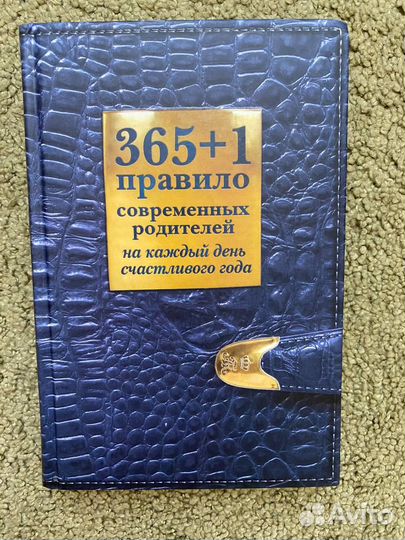 365+1
правило
современных
родителей
на каждый день
счастливого года
Avito